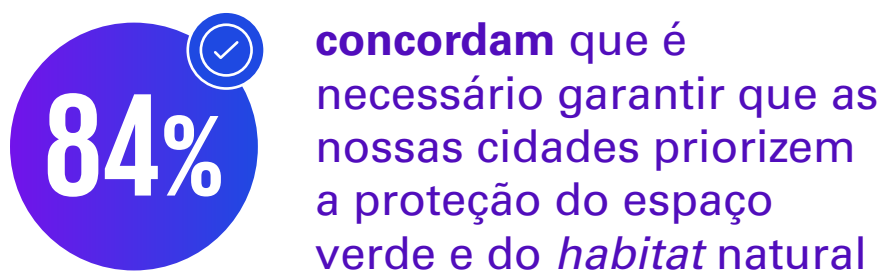 84%
concordam que é
necessário garantir que as
nossas cidades priorizem
a proteção do espaço
verde e do habitat natural